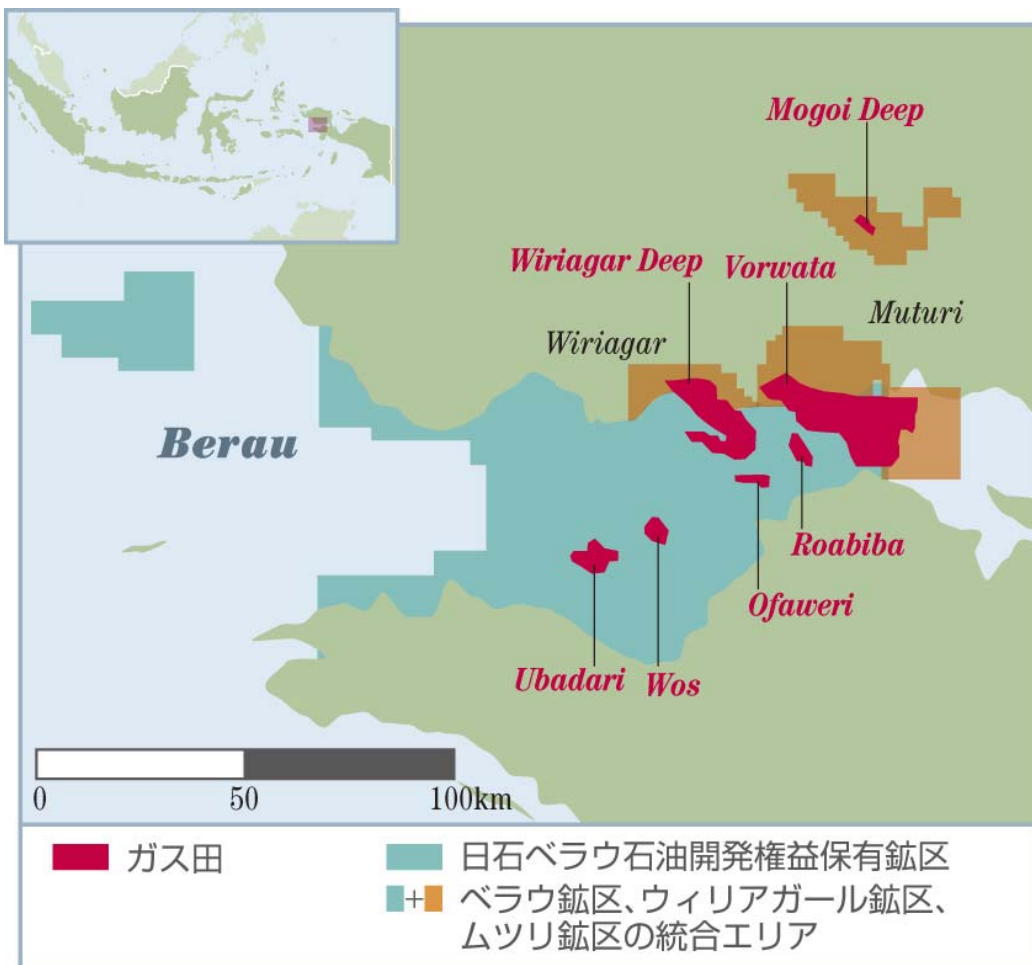 Mogoi Deep
Wiriagar Deep
Vorwata
Muturi
Wiriagar
Berau
Roabiba
Ofaweri
Ubadari
Wos
0
50
100km
ガス田
日石ベラウ石油開発権益保有鉱区
+
ベラウ鉱区、ウィリアガール鉱区、
ムツリ鉱区の統合エリア